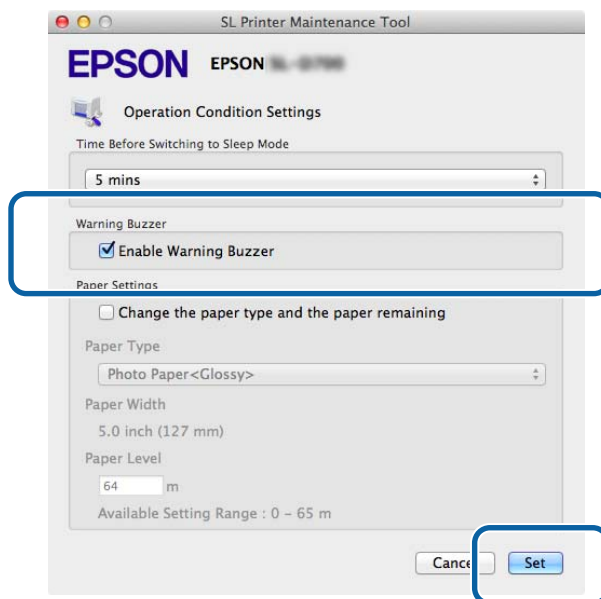 SL Printer Maintenance Tool
EPSON EPSON
Operation Condition Settings
Time Before Switching to Sleep Mode
5 mins
Warning Buzzer
Enable Warning Buzzer
Paper Settings
Change the paper type and the paper remaining
Paper Type
Photo Paper<Glossy>
Paper Width
5.0 inch (127 mm)
Paper Level
64 m
Available Setting Range : 0 – 65 m
Cancel Set